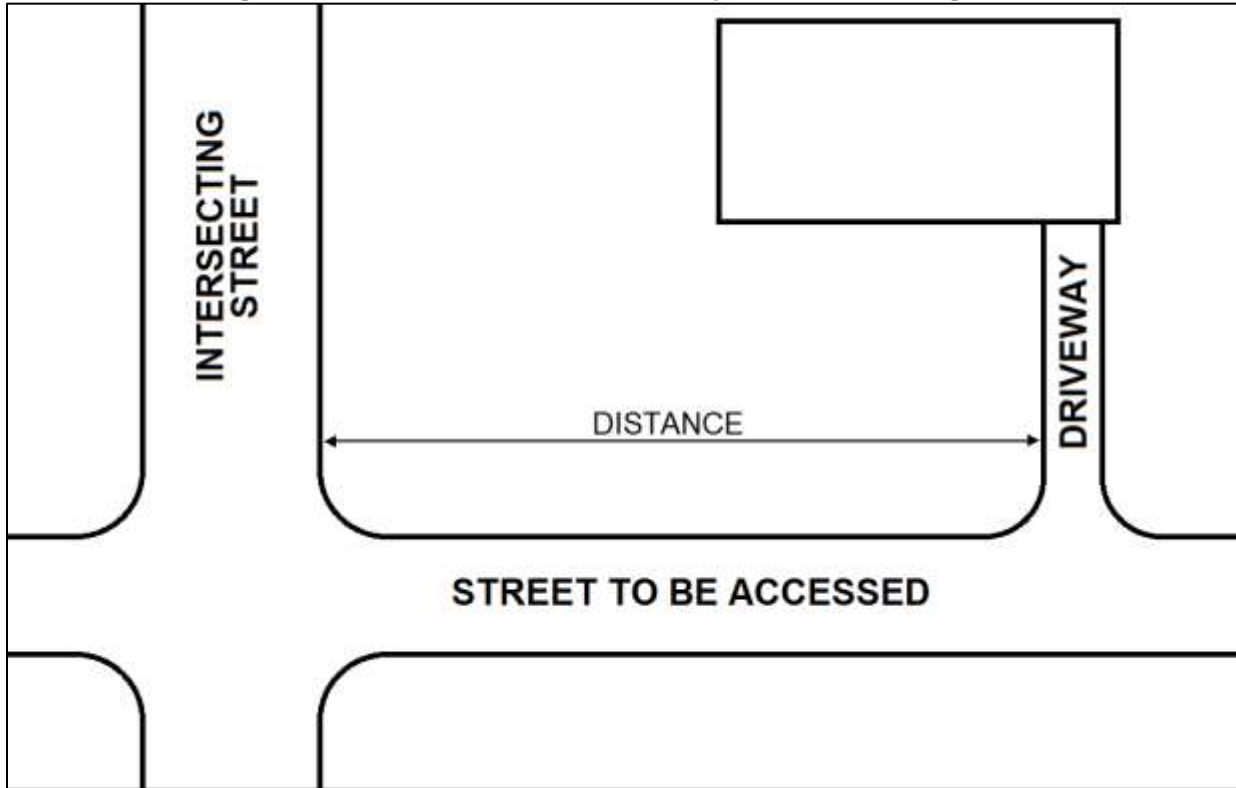 INTERSECTING
STREET
DRIVEWAY
DISTANCE
STREET TO BE ACCESSED